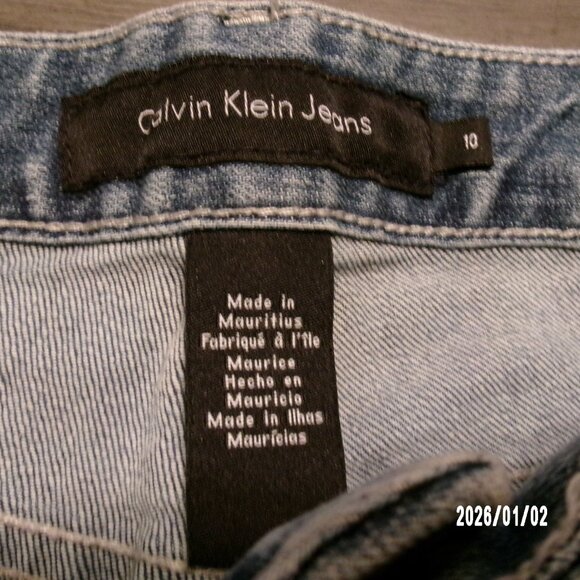 Calvin Klein Jeans
10
Made in
Mauritius
Fabriqué à l'île
Maurice
Hecho en
Mauricio
Made in Ilhas
Maurícias
2026/01/02